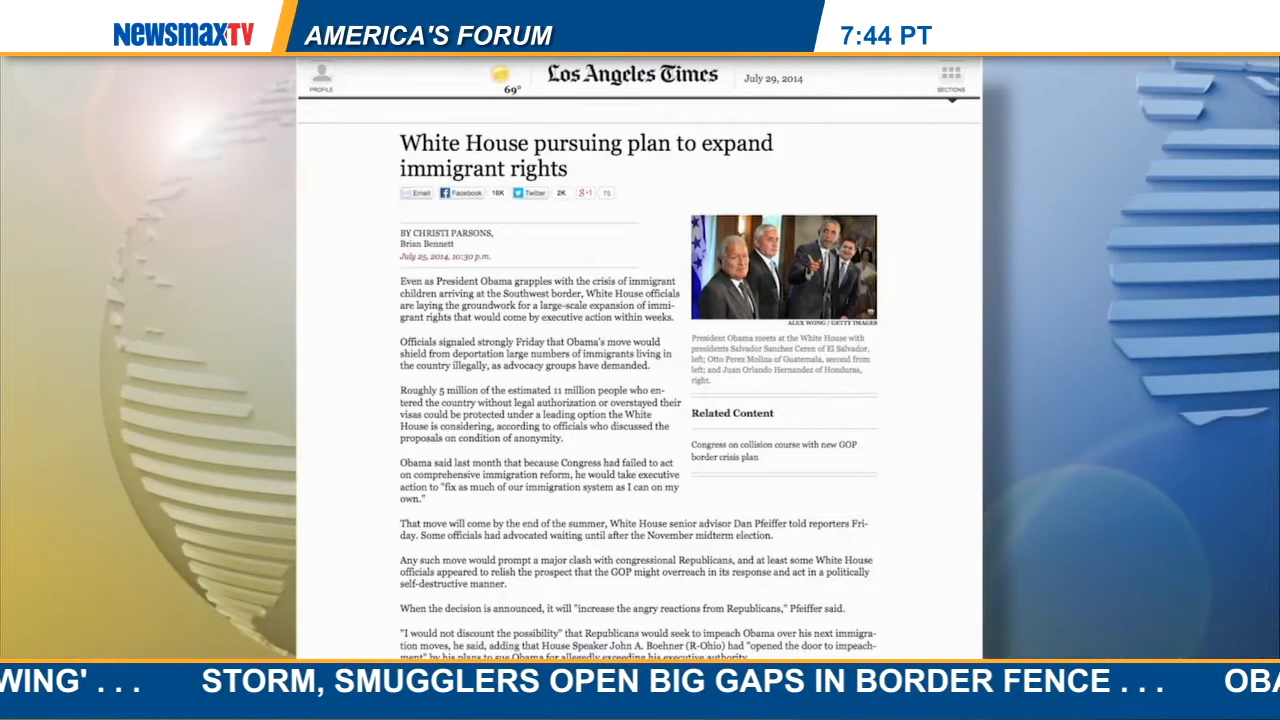 NEWSMAXTV
AMERICA'S FORUM
7:44 PT
PROFILE
69°
Los Angeles Times
July 29, 2014
SECTIONS
White House pursuing plan to expand
immigrant rights
Email
Facebook
16K
Twitter
2K
g+1
75
BY CHRISTI PARSONS,
Brian Bennett
July 25, 2014, 10:30 p.m.
Even as President Obama grapples with the crisis of immigrant
children arriving at the Southwest border, White House officials
are laying the groundwork for a large-scale expansion of immi-
grant rights that would come by executive action within weeks.
Officials signaled strongly Friday that Obama's move would
shield from deportation large numbers of immigrants living in
the country illegally, as advocacy groups have demanded.
Roughly 5 million of the estimated 11 million people who en-
tered the country without legal authorization or overstayed their
visas could be protected under a leading option the White
House is considering, according to officials who discussed the
proposals on condition of anonymity.
Obama said last month that because Congress had failed to act
on comprehensive immigration reform, he would take executive
action to "fix as much of our immigration system as I can on my
own."
ALEX WONG / GETTY IMAGES
President Obama meets at the White House with
presidents Salvador Sanchez Ceren of El Salvador,
left; Otto Perez Molina of Guatemala, second from
left; and Juan Orlando Hernandez of Honduras,
right.
Related Content
Congress on collision course with new GOP
border crisis plan
That move will come by the end of the summer, White House senior advisor Dan Pfeiffer told reporters Fri-
day. Some officials had advocated waiting until after the November midterm election.
Any such move would prompt a major clash with congressional Republicans, and at least some White House
officials appeared to relish the prospect that the GOP might overreach in its response and act in a politically
self-destructive manner.
When the decision is announced, it will "increase the angry reactions from Republicans," Pfeiffer said.
"I would not discount the possibility" that Republicans would seek to impeach Obama over his next immigra-
tion moves, he said, adding that House Speaker John A. Boehner (R-Ohio) had "opened the door to impeach-
ment" by his plans to sue Obama for allegedly exceeding his executive authority.
WING' . . . STORM, SMUGGLERS OPEN BIG GAPS IN BORDER FENCE . . . OBA